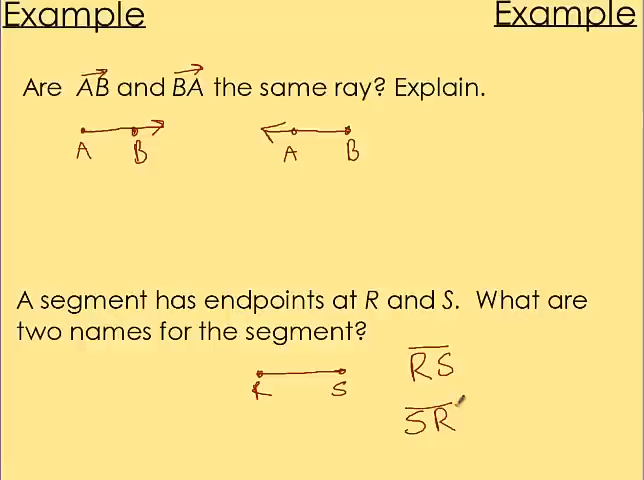 Example Example
Are AB and BA the same ray? Explain.
A B A B
A segment has endpoints at R and S. What are
two names for the segment?
RS
R S
SR